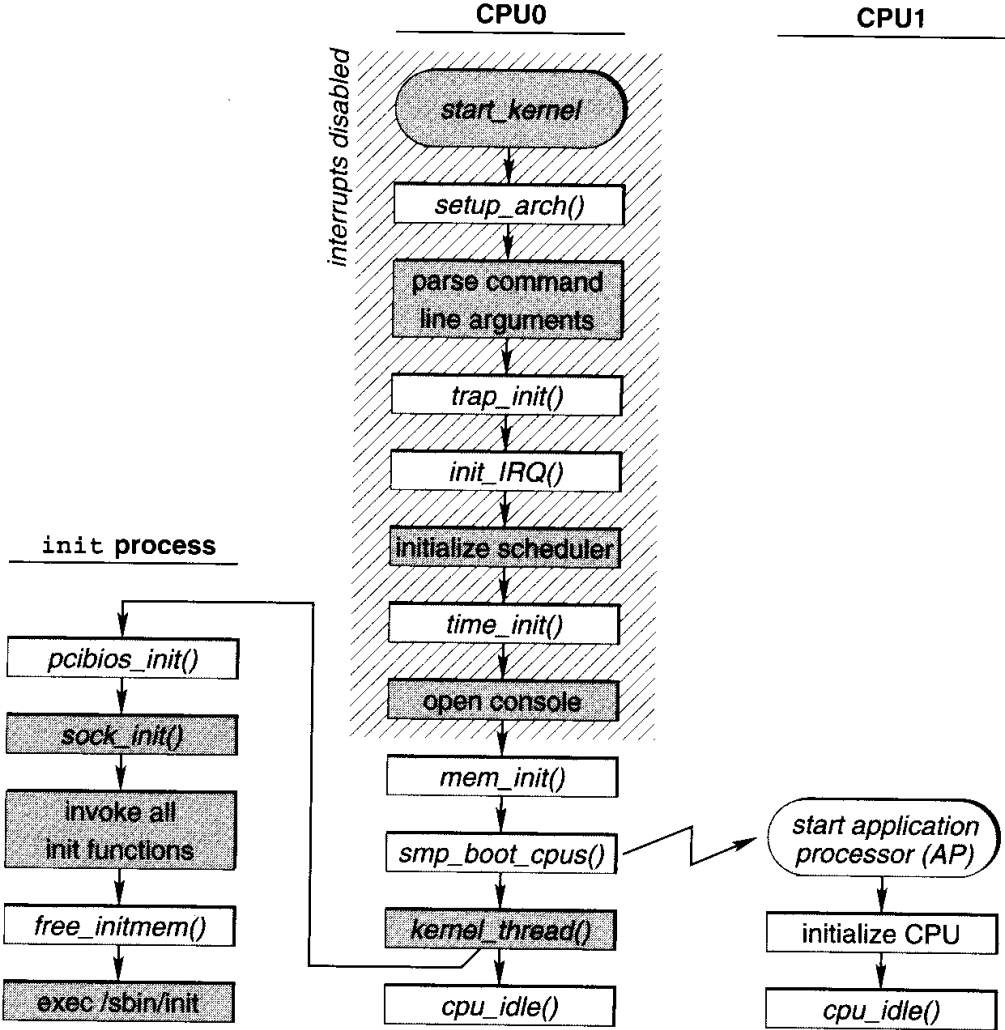 CPU0
CPU1
interrupts disabled
start_kernel
setup_arch()
parse command
line arguments
trap_init()
init_IRQ()
initialize scheduler
time_init()
open console
mem_init()
smp_boot_cpus()
kernel_thread()
cpu_idle()
init process
pcibios_init()
sock_init()
invoke all
init functions
free_initmem()
exec /sbin/init
start application
processor (AP)
initialize CPU
cpu_idle()